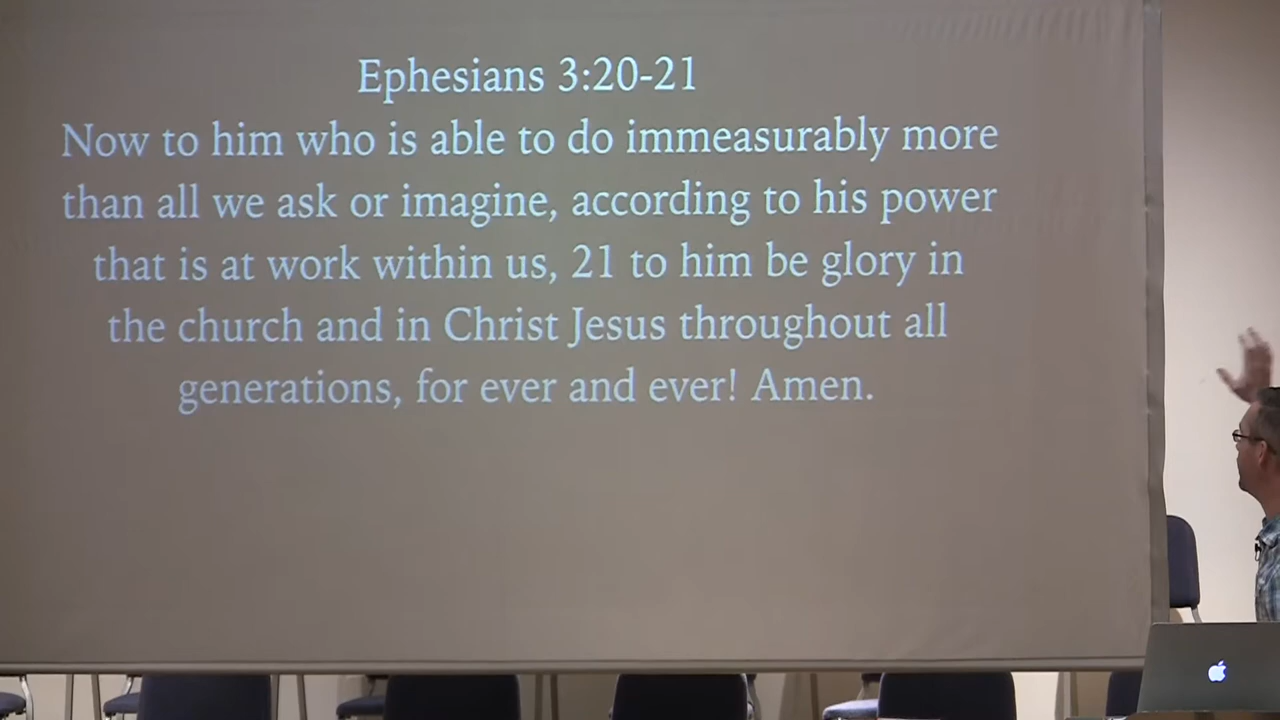 Ephesians 3:20-21
Now to him who is able to do immeasurably more
than all we ask or imagine, according to his power
that is at work within us, 21 to him be glory in
the church and in Christ Jesus throughout all
generations, for ever and ever! Amen.